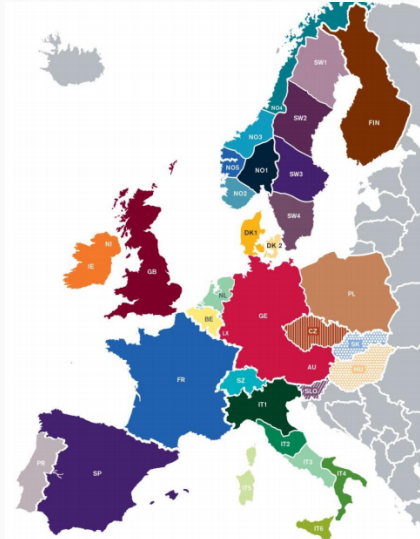 SW1
NO4
SW2
FIN
NO3
NO5
NO1
SW3
NO2
SW4
DK1
DK 2
NI
IE
GB
NL
BE
GE
PL
LX
CZ
SK
FR
AU
HU
SZ
SLO
IT1
IT2
IT3
IT4
PR
SP
IT5
IT6